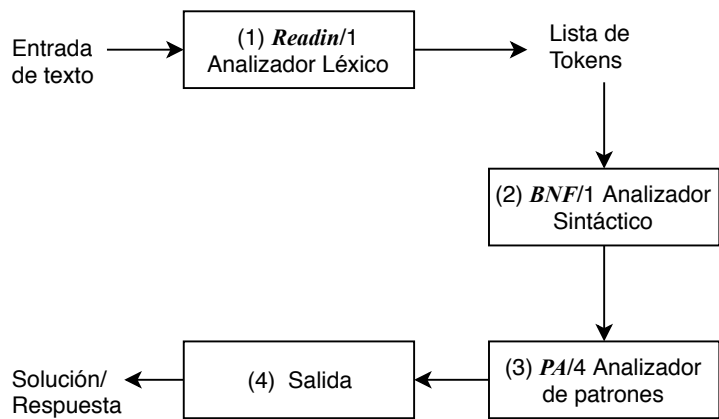 Entrada
de texto
(1) Readin/1
Analizador Léxico
Lista de
Tokens
(2) BNF/1 Analizador
Sintáctico
(3) PA/4 Analizador
de patrones
(4) Salida
Solución/
Respuesta